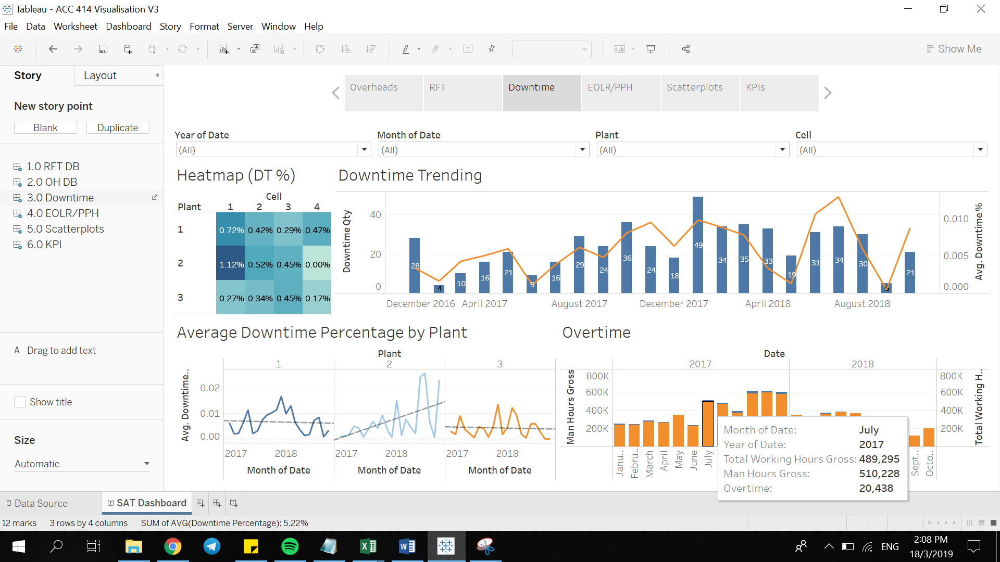 Tableau - ACC 414 Visualisation V3
File Data Worksheet Dashboard Story Format Server Window Help
Show Me
Story
Layout
New story point
Blank
Duplicate
1.0 RFT DB
2.0 OH DB
3.0 Downtime
4.0 EOLR/PPH
5.0 Scatterplots
6.0 KPI
A Drag to add text
Show title
Size
Automatic
Overheads
RFT
Downtime
EOLR/PPH
Scatterplots
KPIs
Year of Date
(All)
Month of Date
(All)
Plant
(All)
Cell
(All)
Heatmap (DT %)
Cell
Plant 1 2 3 4
1 0.72% 0.42% 0.29% 0.47%
2 1.12% 0.52% 0.45% 0.00%
3 0.27% 0.34% 0.45% 0.17%
Downtime Trending
Downtime Qty
40
20
0
28 4 10 16 21 9 16 29 24 36 24 18 49 34 35 33 19 31 34 30 5 21
0.010
0.005
0.000
Avg. Downtime %
December 2016 April 2017 August 2017 December 2017 April 2018 August 2018
Average Downtime Percentage by Plant
Plant
1 2 3
Avg. Downtime..
0.02
0.01
0.00
2017 2018 2017 2018 2017 2018
Month of Date Month of Date Month of Date
Overtime
Date
2017 2018
Man Hours Gross
800K
600K
400K
200K
800K
600K
400K
200K
Total Working H..
Janu..
Febru..
March
April
May
June
July
Sept..
Octo..
Month of Date: July
Year of Date: 2017
Total Working Hours Gross: 489,295
Man Hours Gross: 510,228
Overtime: 20,438
Data Source
SAT Dashboard
12 marks 3 rows by 4 columns SUM of AVG(Downtime Percentage): 5.22%
ENG
2:08 PM
18/3/2019